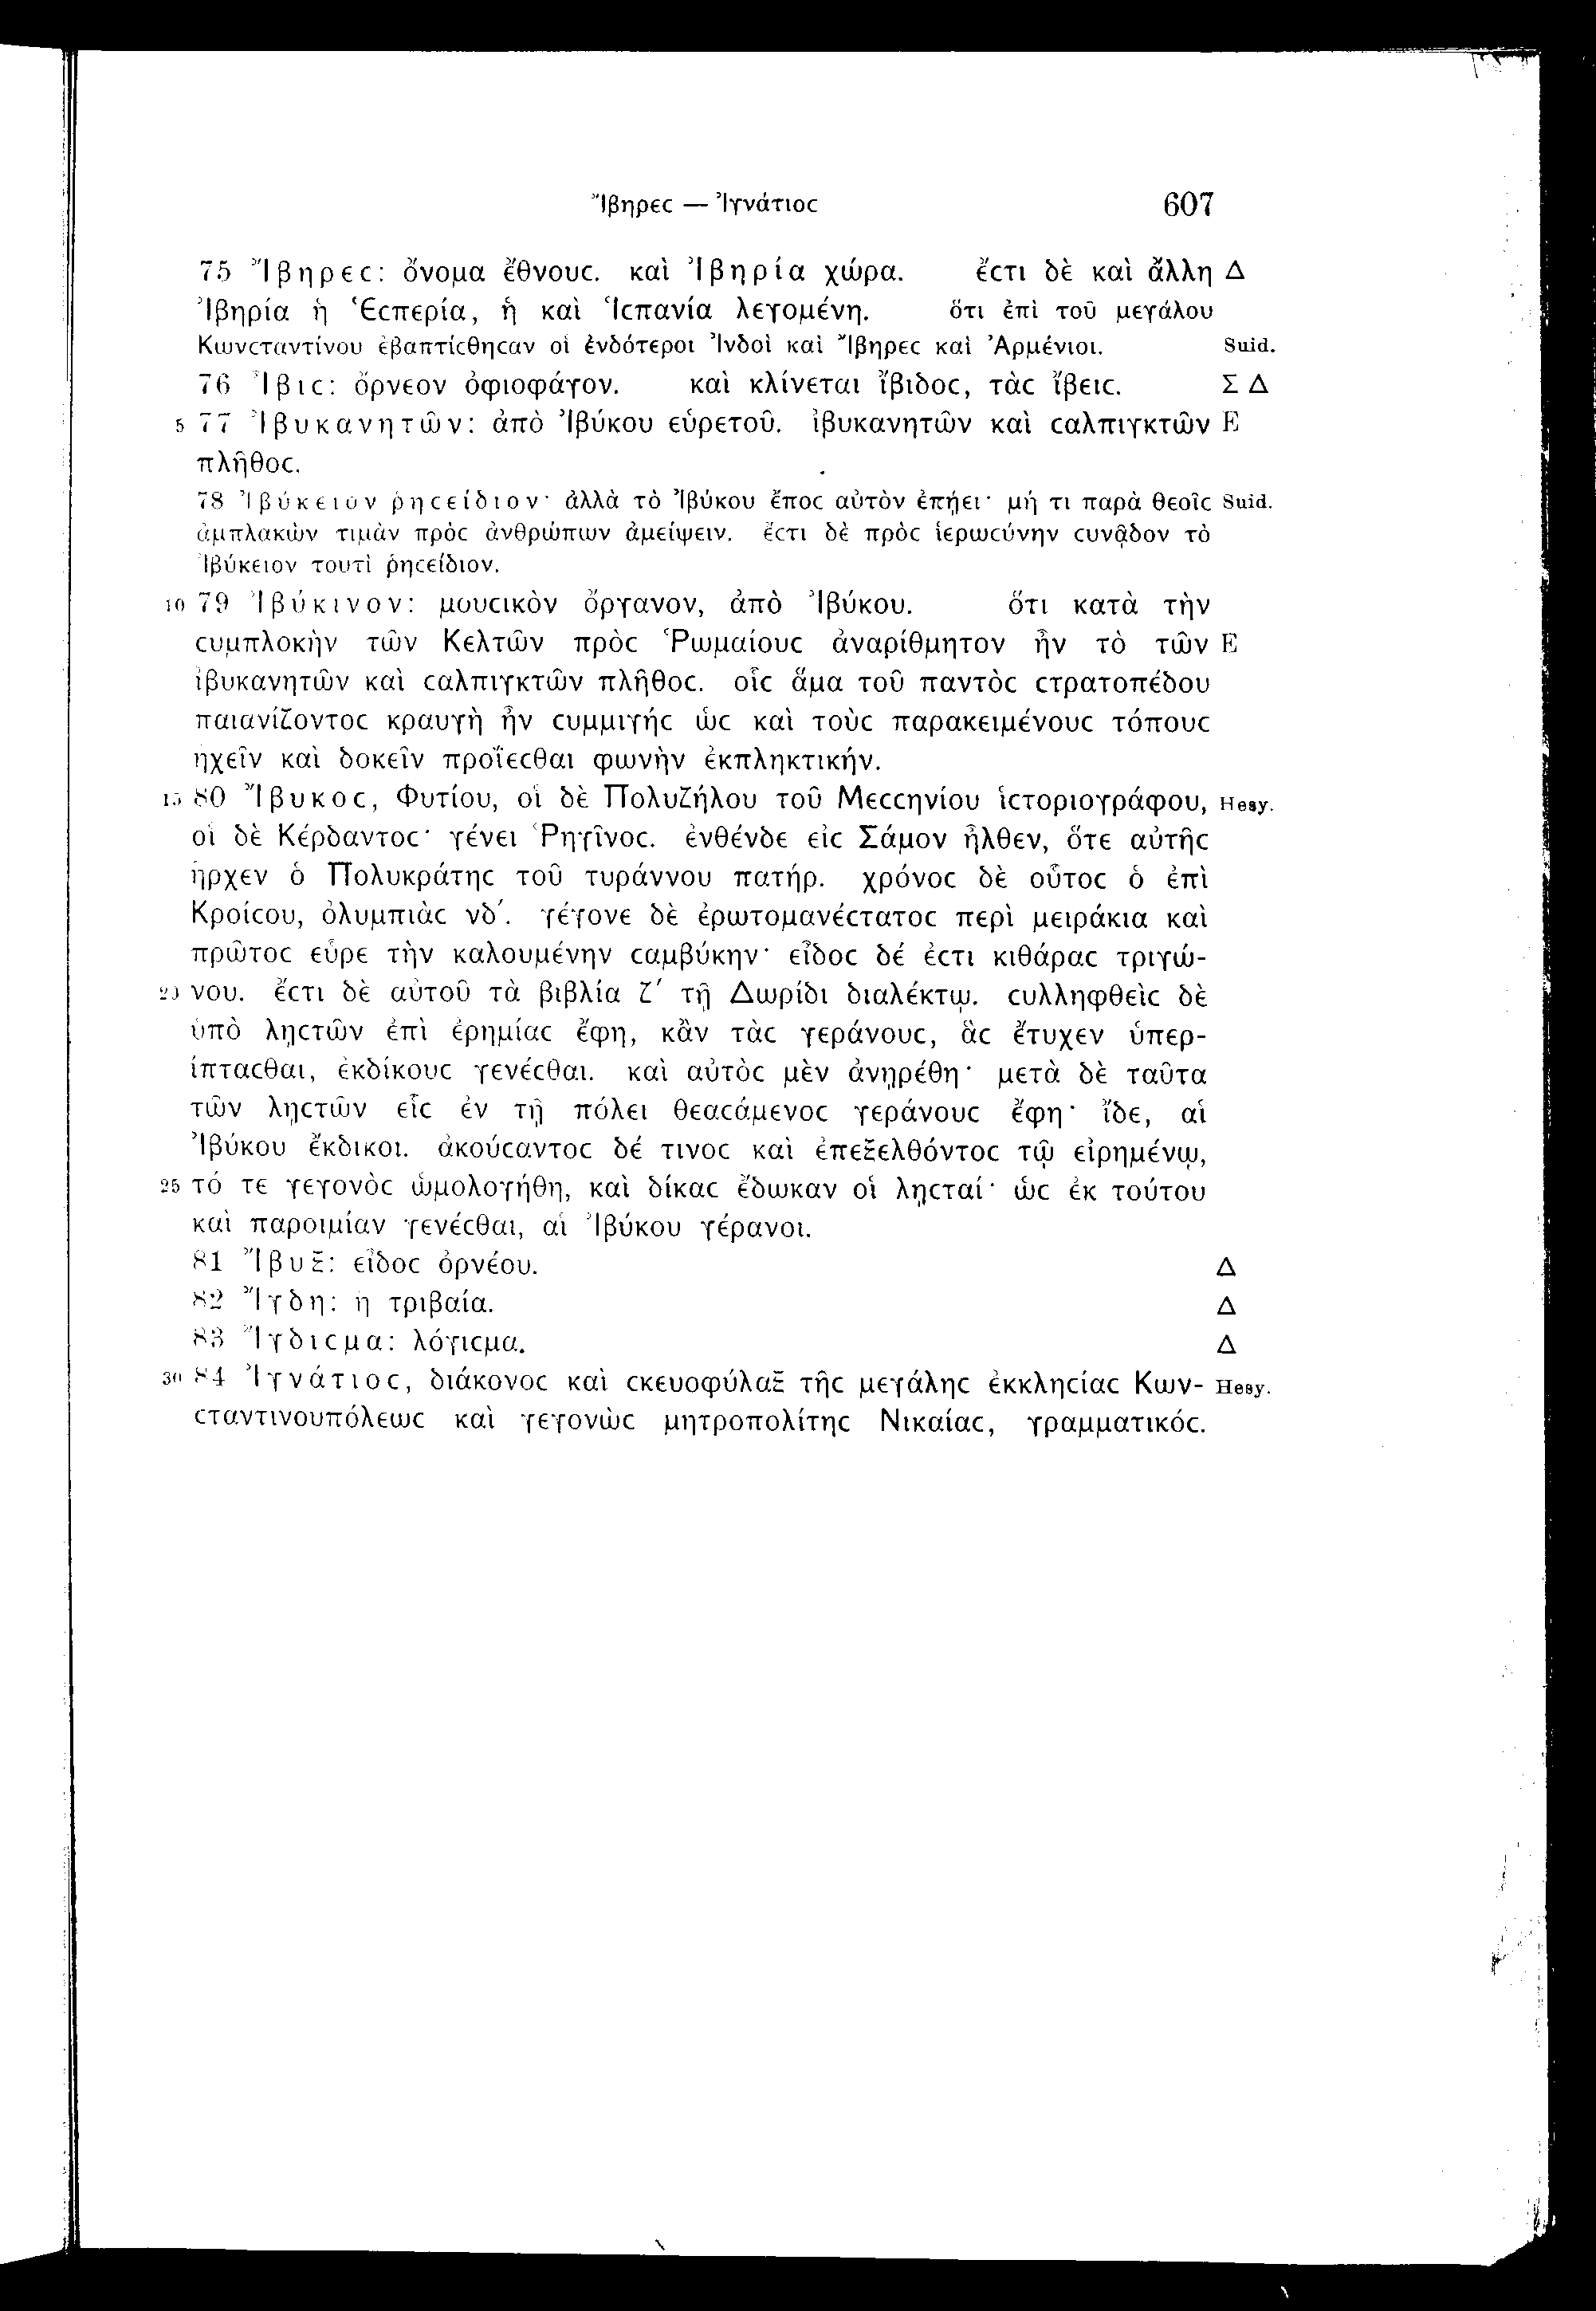 Ἴβηρεϲ — Ἰγνάτιοϲ 607
75 Ἴβηρεϲ: ὄνομα ἔθνουϲ. καὶ Ἰβηρία χώρα. ἔϲτι δὲ καὶ ἄλλη Δ
Ἰβηρία ἡ Ἑϲπερία, ἡ καὶ Ἱϲπανία λεγομένη. ὅτι ἐπὶ τοῦ μεγάλου
Κωνϲταντίνου ἐβαπτίϲθηϲαν οἱ ἐνδότεροι Ἰνδοὶ καὶ Ἴβηρεϲ καὶ Ἀρμένιοι. Suid.
76 Ἶβιϲ: ὄρνεον ὀφιοφάγον. καὶ κλίνεται ἴβιδοϲ, τὰϲ ἴβειϲ. Σ Δ
5 77 Ἰβυκανητῶν: ἀπὸ Ἰβύκου εὑρετοῦ. ἰβυκανητῶν καὶ ϲαλπιγκτῶν E
πλῆθοϲ.
78 Ἰβύκειον ῥηϲείδιον· ἀλλὰ τὸ Ἰβύκου ἔποϲ αὐτὸν ἐπῄει· μή τι παρὰ θεοῖϲ Suid.
ἀμπλακὼν τιμὰν πρὸϲ ἀνθρώπων ἀμείψειν. ἔϲτι δὲ πρὸϲ ἱερωϲύνην ϲυνᾷδον τὸ
Ἰβύκειον τουτὶ ῥηϲείδιον.
10 79 Ἰβύκινον: μουϲικὸν ὄργανον, ἀπὸ Ἰβύκου. ὅτι κατὰ τὴν
ϲυμπλοκὴν τῶν Κελτῶν πρὸϲ Ῥωμαίουϲ ἀναρίθμητον ἦν τὸ τῶν E
ἰβυκανητῶν καὶ ϲαλπιγκτῶν πλῆθοϲ. οἷϲ ἅμα τοῦ παντὸϲ ϲτρατοπέδου
παιανίζοντοϲ κραυγὴ ἦν ϲυμμιγήϲ ὡϲ καὶ τοὺϲ παρακειμένουϲ τόπουϲ
ἠχεῖν καὶ δοκεῖν προΐεϲθαι φωνὴν ἐκπληκτικήν.
15 80 Ἴβυκοϲ, Φυτίου, οἱ δὲ Πολυζήλου τοῦ Μεϲϲηνίου ἱϲτοριογράφου, Hesy.
οἱ δὲ Κέρδαντοϲ· γένει Ῥηγῖνοϲ. ἐνθένδε εἰϲ Σάμον ἦλθεν, ὅτε αὐτῆϲ
ἦρχεν ὁ Πολυκράτηϲ τοῦ τυράννου πατήρ. χρόνοϲ δὲ οὗτοϲ ὁ ἐπὶ
Κροίϲου, ὀλυμπιὰϲ νδʹ. γέγονε δὲ ἐρωτομανέϲτατοϲ περὶ μειράκια καὶ
πρῶτοϲ εὗρε τὴν καλουμένην ϲαμβύκην· εἶδοϲ δέ ἐϲτι κιθάραϲ τριγώ-
20 νου. ἔϲτι δὲ αὐτοῦ τὰ βιβλία ζʹ τῇ Δωρίδι διαλέκτῳ. ϲυλληφθεὶϲ δὲ
ὑπὸ λῃϲτῶν ἐπὶ ἐρημίαϲ ἔφη, κἂν τὰϲ γεράνουϲ, ἃϲ ἔτυχεν ὑπερ-
ίπταϲθαι, ἐκδίκουϲ γενέϲθαι. καὶ αὐτὸϲ μὲν ἀνῃρέθη· μετὰ δὲ ταῦτα
τῶν λῃϲτῶν εἷϲ ἐν τῇ πόλει θεαϲάμενοϲ γεράνουϲ ἔφη· ἴδε, αἱ
Ἰβύκου ἔκδικοι. ἀκούϲαντοϲ δέ τινοϲ καὶ ἐπεξελθόντοϲ τῷ εἰρημένῳ,
25 τό τε γεγονὸϲ ὡμολογήθη, καὶ δίκαϲ ἔδωκαν οἱ λῃϲταί· ὡϲ ἐκ τούτου
καὶ παροιμίαν γενέϲθαι, αἱ Ἰβύκου γέρανοι.
81 Ἴβυξ: εἶδοϲ ὀρνέου. Δ
82 Ἴγδη: ἡ τριβαία. Δ
83 Ἴγδιϲμα: λόγιϲμα. Δ
30 84 Ἰγνάτιοϲ, διάκονοϲ καὶ ϲκευοφύλαξ τῆϲ μεγάληϲ ἐκκληϲίαϲ Κων- Hesy.
ϲταντινουπόλεωϲ καὶ γεγονὼϲ μητροπολίτηϲ Νικαίαϲ, γραμματικόϲ.